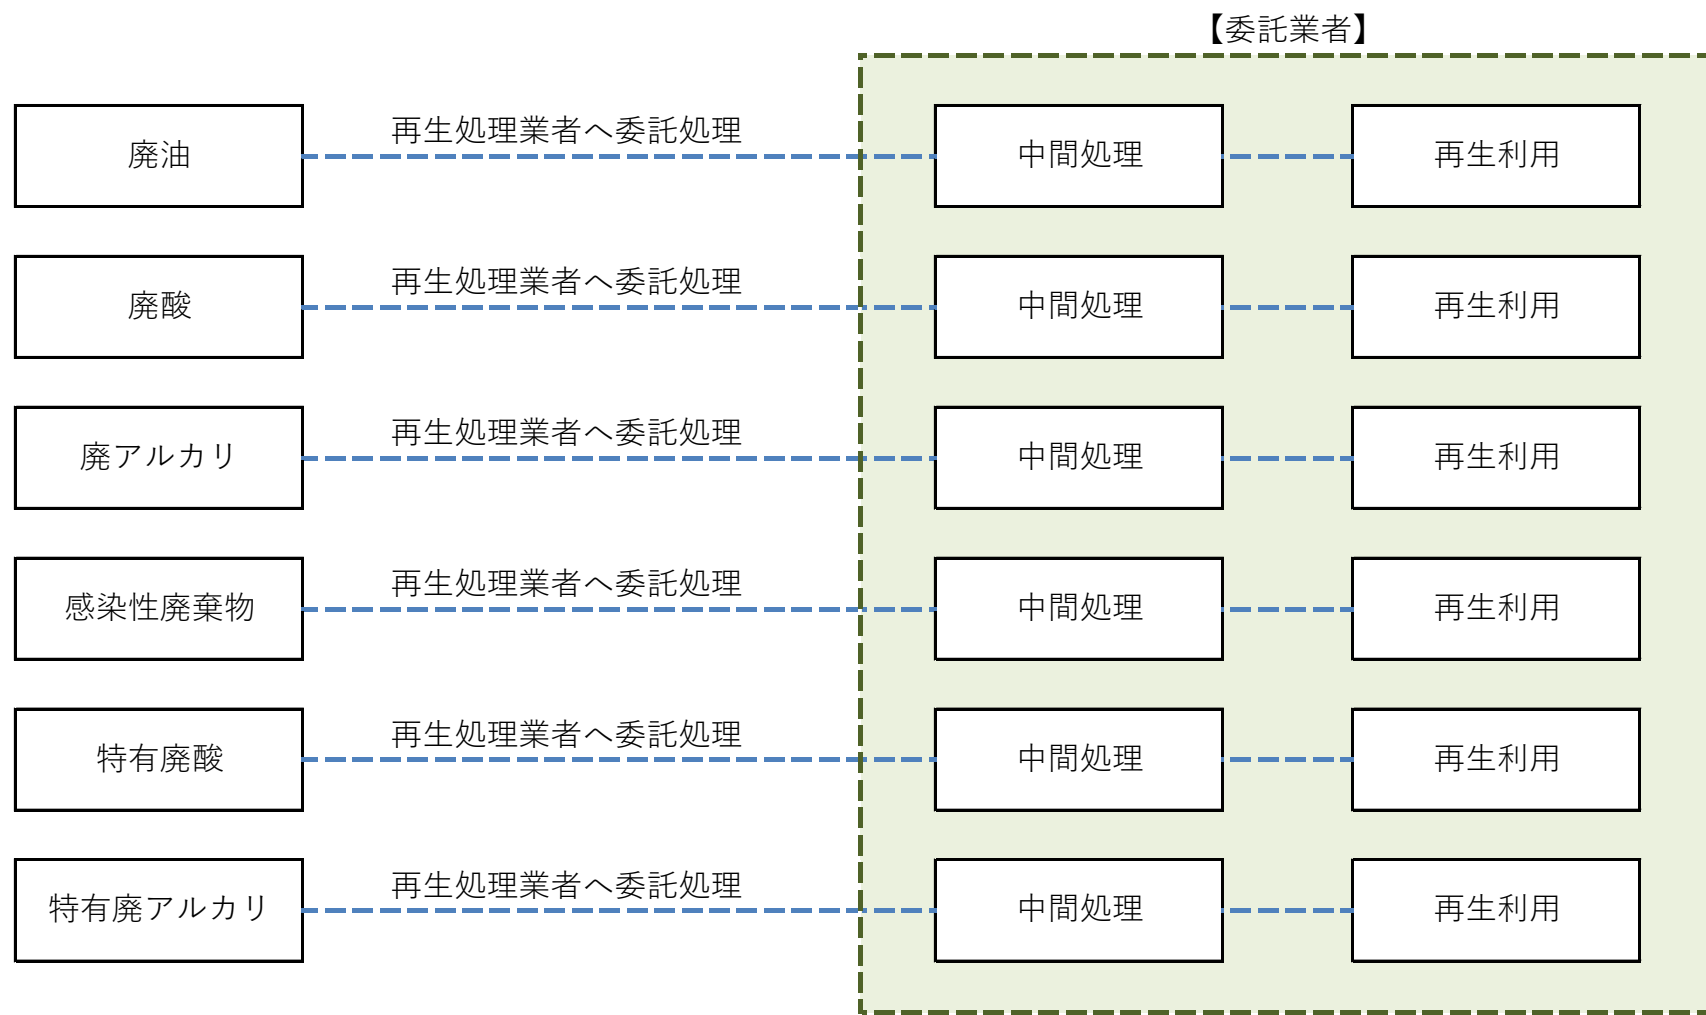 【委託業者】
廃油
再生処理業者へ委託処理
中間処理
再生利用
廃酸
再生処理業者へ委託処理
中間処理
再生利用
廃アルカリ
再生処理業者へ委託処理
中間処理
再生利用
感染性廃棄物
再生処理業者へ委託処理
中間処理
再生利用
特有廃酸
再生処理業者へ委託処理
中間処理
再生利用
特有廃アルカリ
再生処理業者へ委託処理
中間処理
再生利用